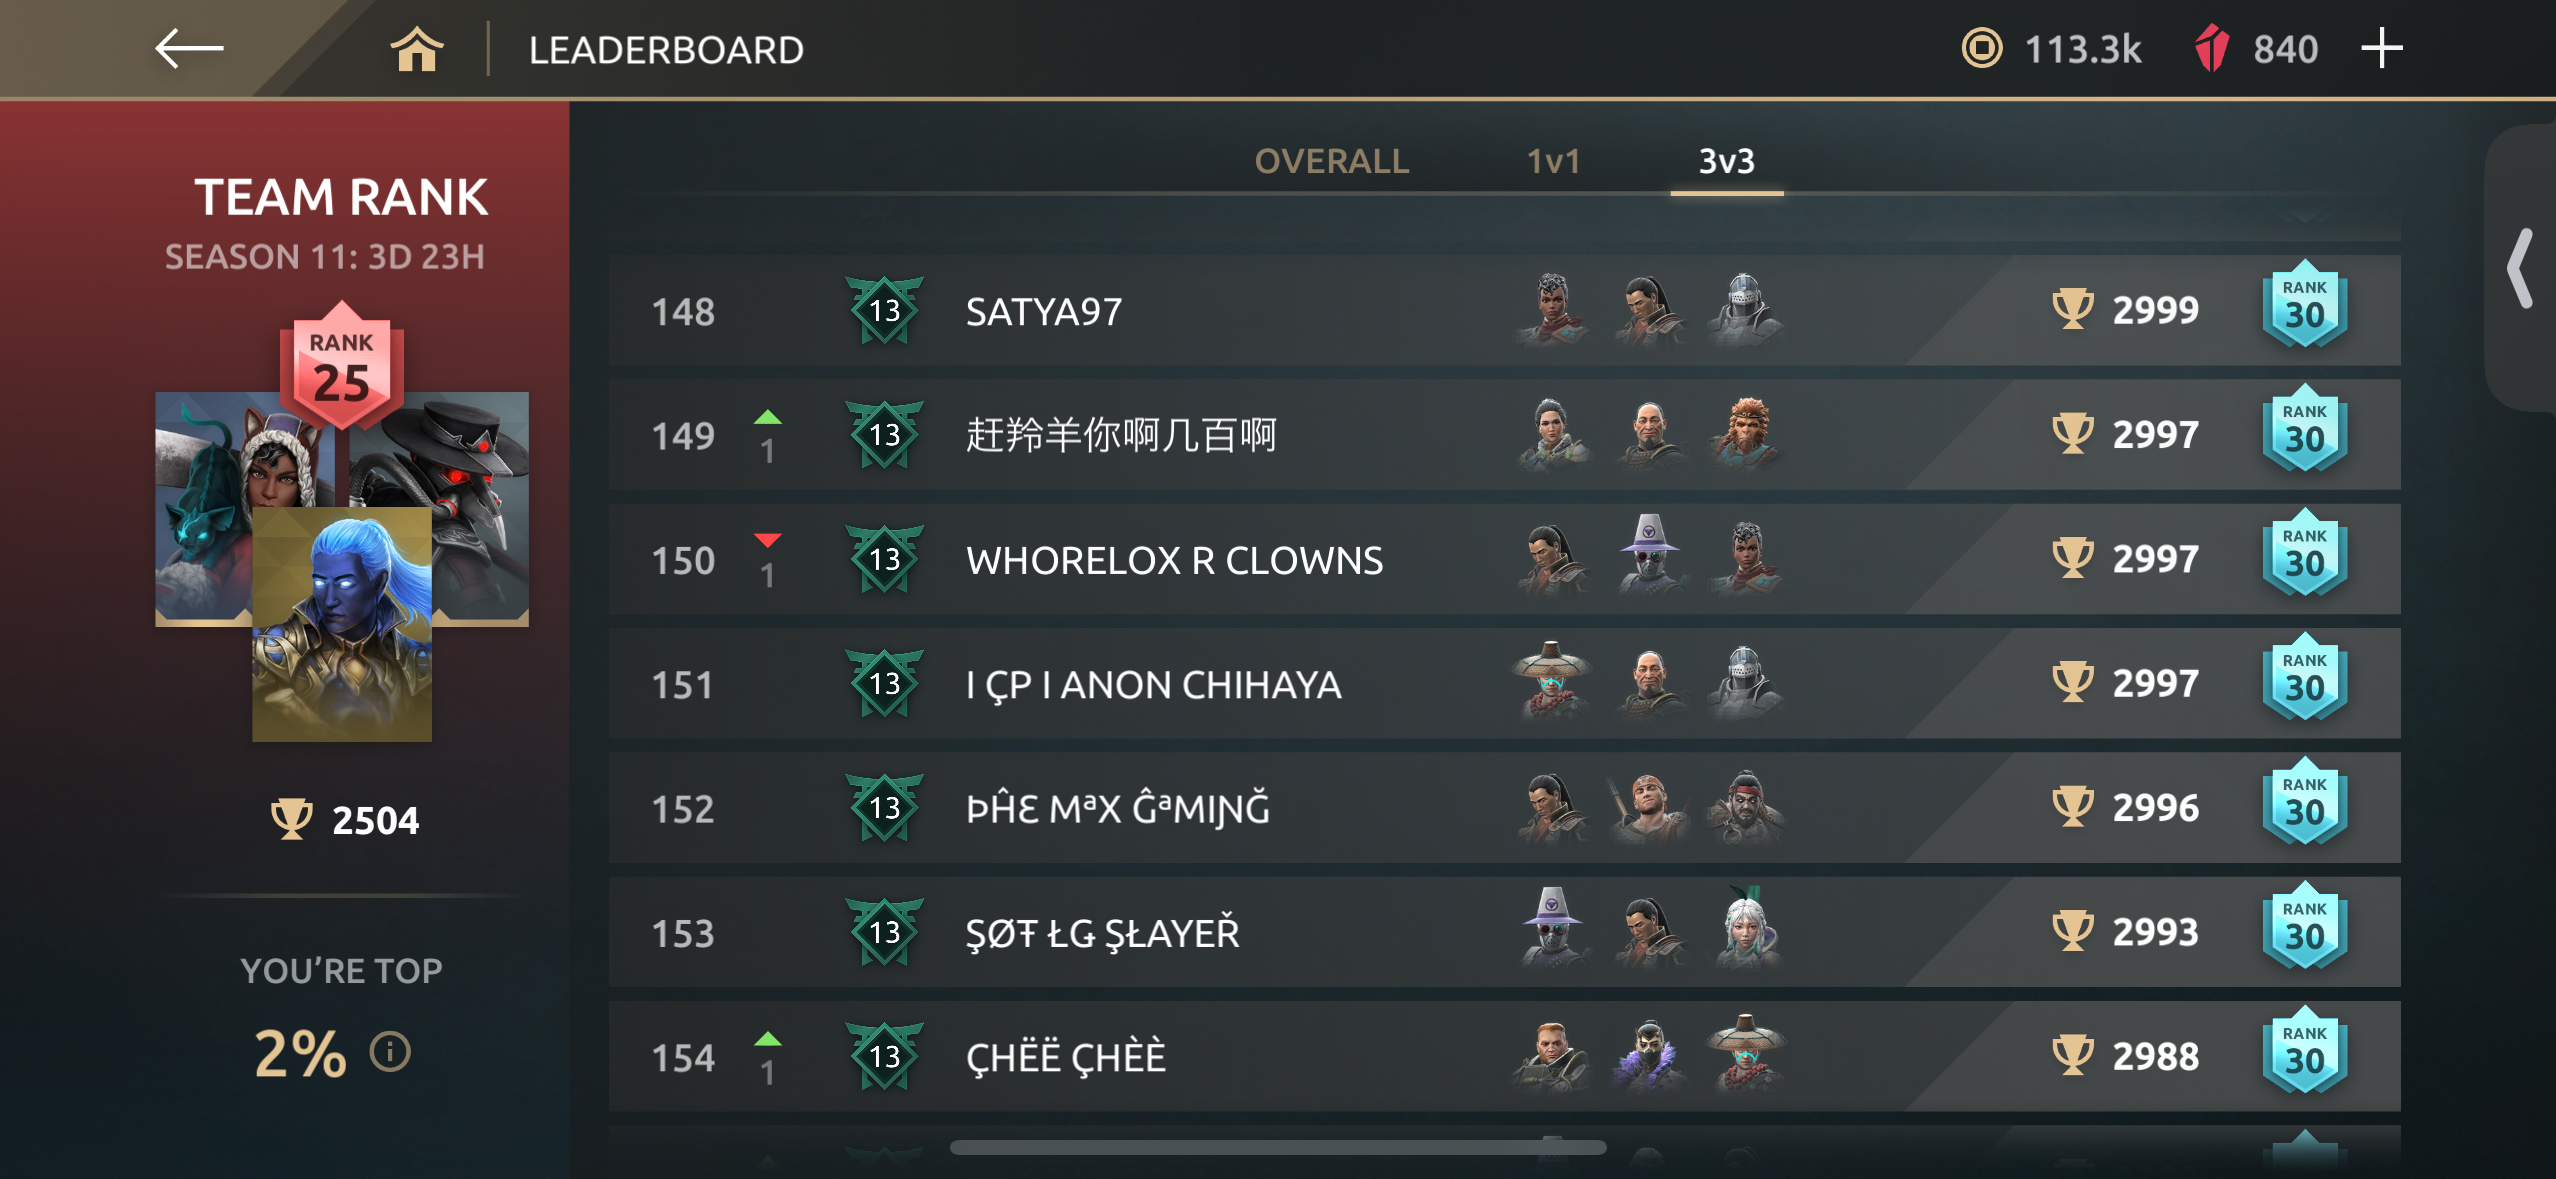 LEADERBOARD
113.3k
840
TEAM RANK
SEASON 11: 3D 23H
RANK
25
2504
YOU'RE TOP
2%
OVERALL 1v1 3v3
148 13 SATYA97 2999 RANK 30
149 1 13 赶羚羊你啊几百啊 2997 RANK 30
150 1 13 WHORELOX R CLOWNS 2997 RANK 30
151 13 I ÇP I ANON CHIHAYA 2997 RANK 30
152 13 ÞĤƐ MªX ĜªMIƝĞ 2996 RANK 30
153 13 ŞØŦ ŁǤ ŞŁAYEŘ 2993 RANK 30
154 1 13 ÇHËË ÇHÈÈ 2988 RANK 30